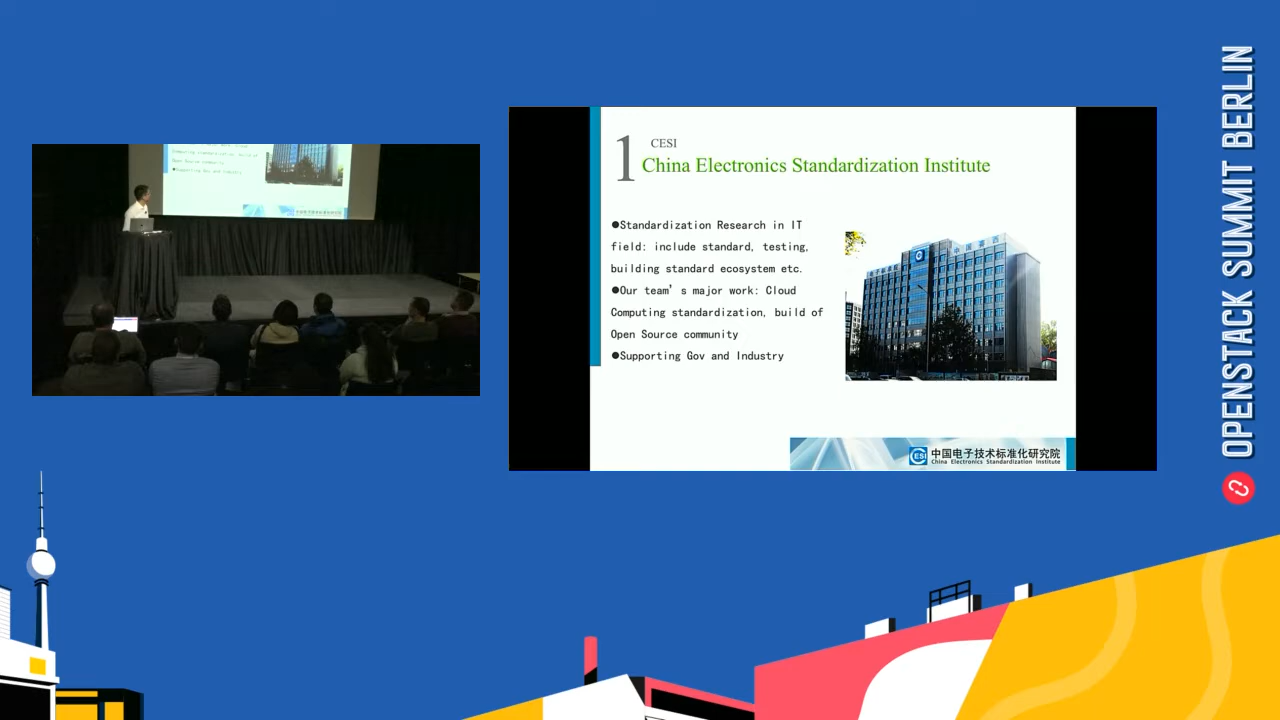 1
CESI
China Electronics Standardization Institute
●Standardization Research in IT
field: include standard, testing,
building standard ecosystem etc.
●Our team's major work: Cloud
Computing standardization, build of
Open Source community
●Supporting Gov and Industry
CESI
中国电子技术标准化研究院
China Electronics Standardization Institute
OPENSTACK SUMMIT BERLIN